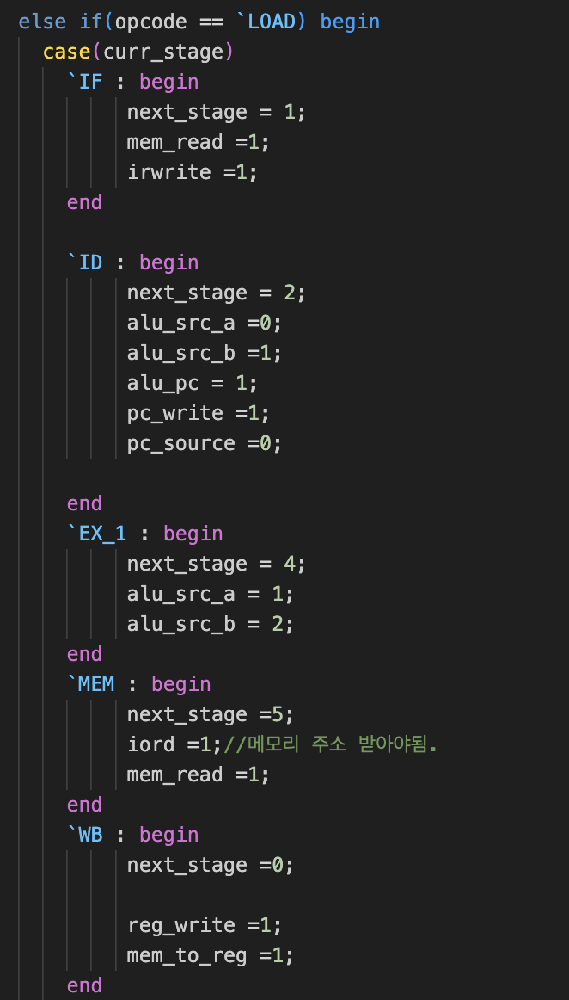 else if(opcode == `LOAD) begin
case(curr_stage)
`IF : begin
next_stage = 1;
mem_read =1;
irwrite =1;
end
`ID : begin
next_stage = 2;
alu_src_a =0;
alu_src_b =1;
alu_pc = 1;
pc_write =1;
pc_source =0;
end
`EX_1 : begin
next_stage = 4;
alu_src_a = 1;
alu_src_b = 2;
end
`MEM : begin
next_stage =5;
iord =1;//메모리 주소 받아야됨.
mem_read =1;
end
`WB : begin
next_stage =0;
reg_write =1;
mem_to_reg =1;
end